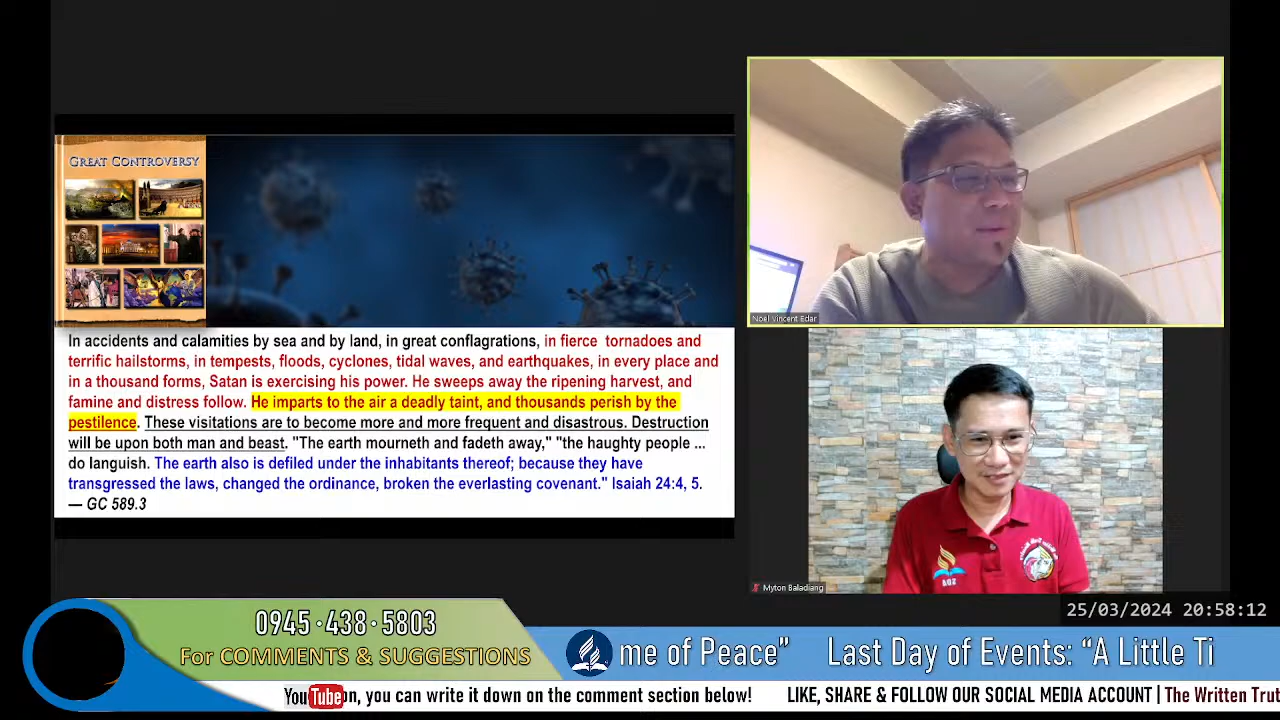 GREAT CONTROVERSY
In accidents and calamities by sea and by land, in great conflagrations, in fierce tornadoes and
terrific hailstorms, in tempests, floods, cyclones, tidal waves, and earthquakes, in every place and
in a thousand forms, Satan is exercising his power. He sweeps away the ripening harvest, and
famine and distress follow. He imparts to the air a deadly taint, and thousands perish by the
pestilence. These visitations are to become more and more frequent and disastrous. Destruction
will be upon both man and beast. "The earth mourneth and fadeth away," "the haughty people ...
do languish. The earth also is defiled under the inhabitants thereof; because they have
transgressed the laws, changed the ordinance, broken the everlasting covenant." Isaiah 24:4, 5.
— GC 589.3
Noel Vincent Edar
SDA
Myton Baladiang
25/03/2024 20:58:12
0945·438·5803
For COMMENTS & SUGGESTIONS
me of Peace” Last Day of Events: “A Little Ti
YouTube n, you can write it down on the comment section below! LIKE, SHARE & FOLLOW OUR SOCIAL MEDIA ACCOUNT | The Written Trut